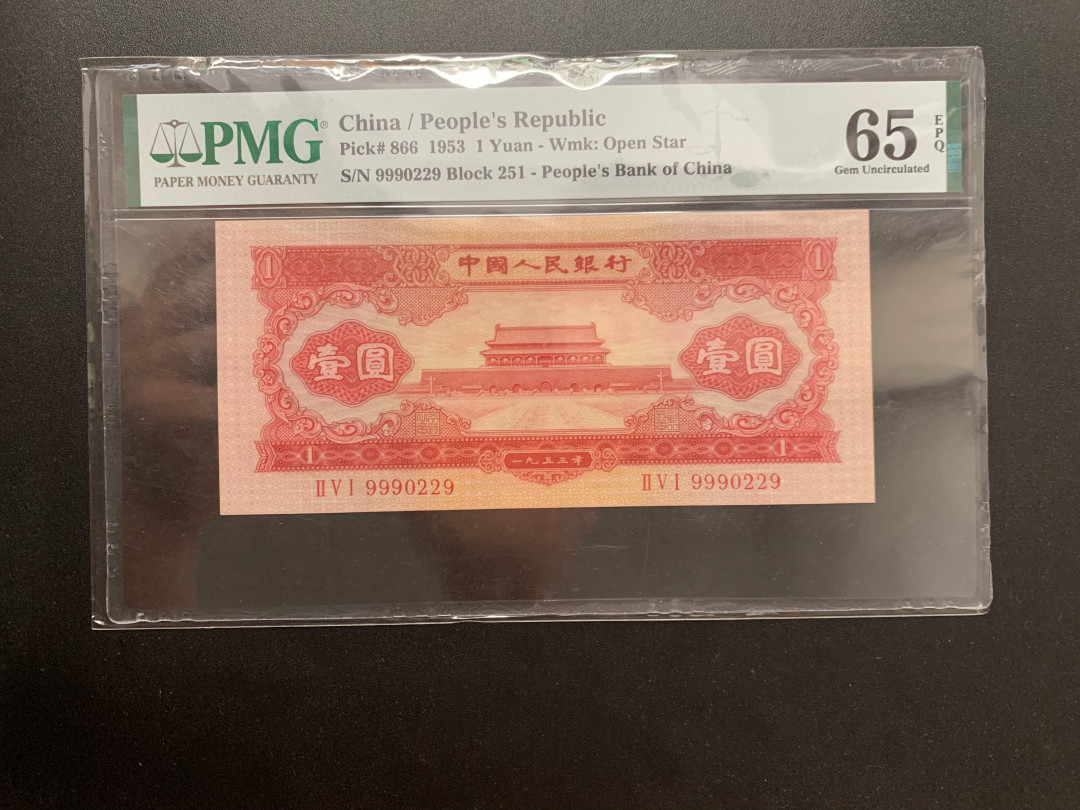 PMG®
PAPER MONEY GUARANTY
China / People's Republic
Pick# 866 1953 1 Yuan - Wmk: Open Star
S/N 9990229 Block 251 - People's Bank of China
65
EPQ
Gem Uncirculated
1 中國人民銀行 1
壹圓 壹圓
1 一九五三年 1
ⅡⅤⅠ 9990229 ⅡⅤⅠ 9990229